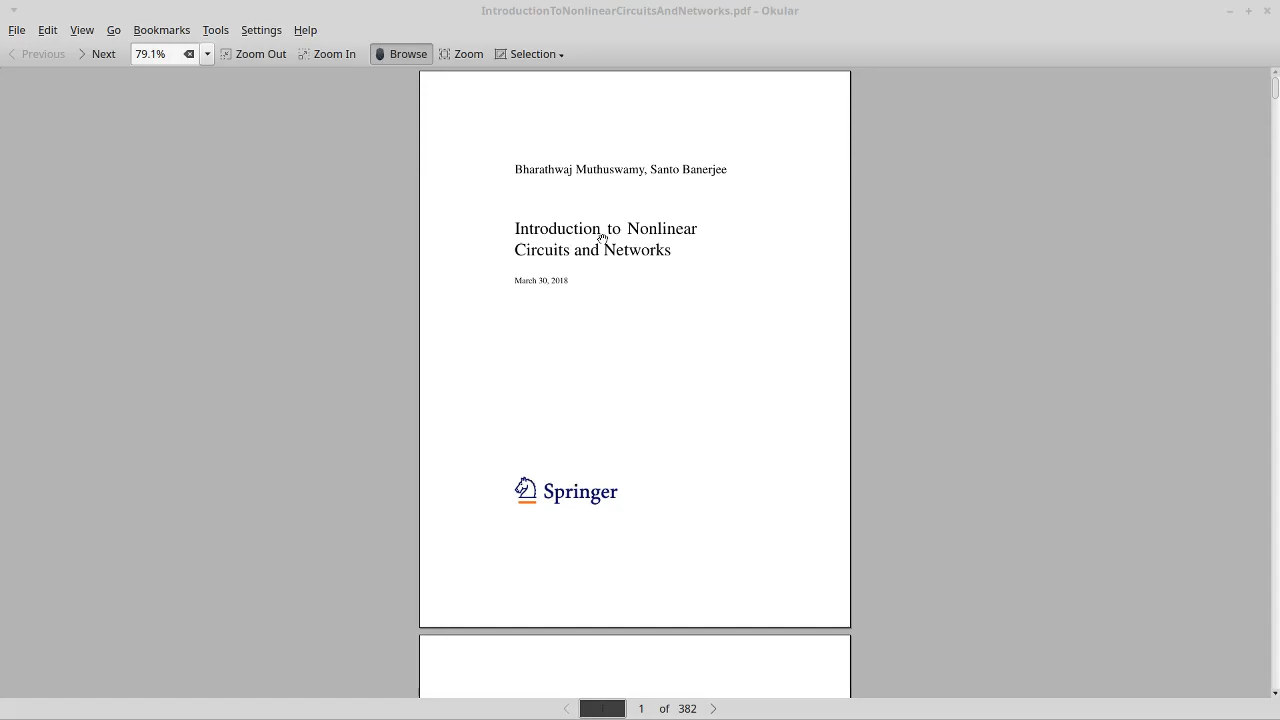 IntroductionToNonlinearCircuitsAndNetworks.pdf – Okular
File Edit View Go Bookmarks Tools Settings Help
Previous Next 79.1% Zoom Out Zoom In Browse Zoom Selection
Bharathwaj Muthuswamy, Santo Banerjee
Introduction to Nonlinear
Circuits and Networks
March 30, 2018
Springer
1 of 382